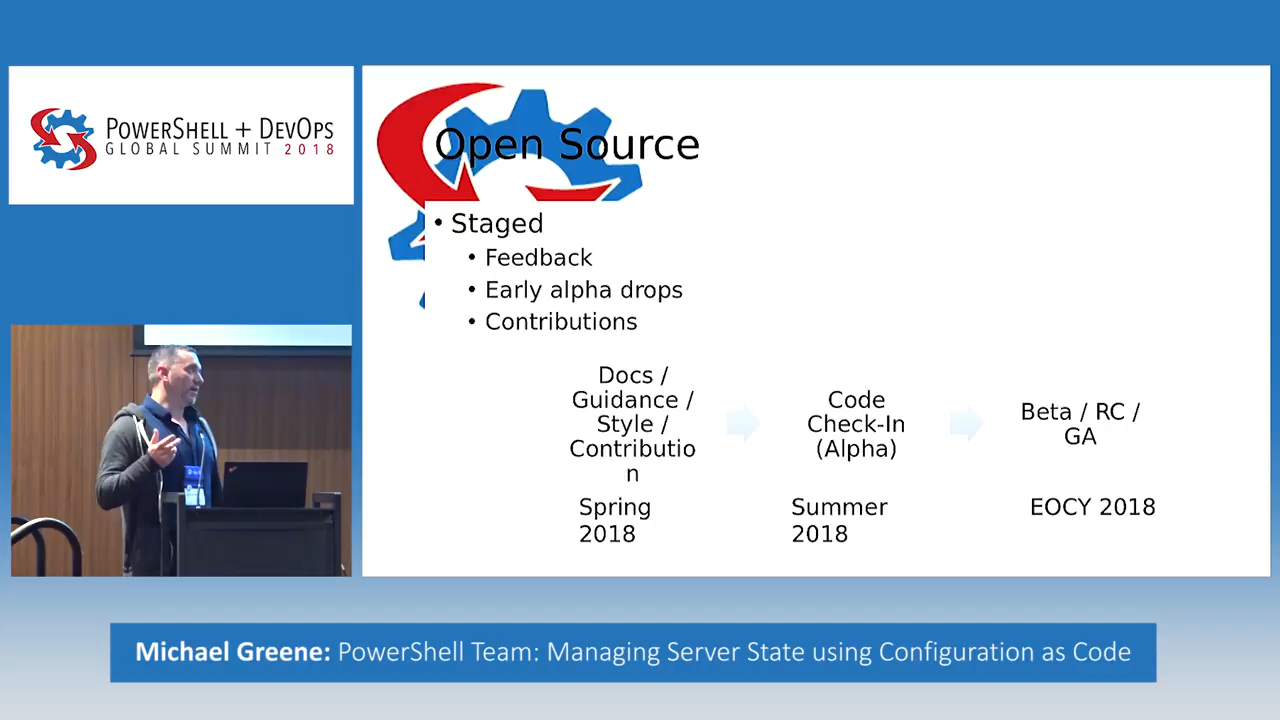 POWERSHELL + DEVOPS
GLOBAL SUMMIT 2018
Open Source
• Staged
• Feedback
• Early alpha drops
• Contributions
Docs /
Guidance /
Style /
Contributio
n
Code
Check-In
(Alpha)
Beta / RC /
GA
Spring
2018
Summer
2018
EOCY 2018
Michael Greene: PowerShell Team: Managing Server State using Configuration as Code